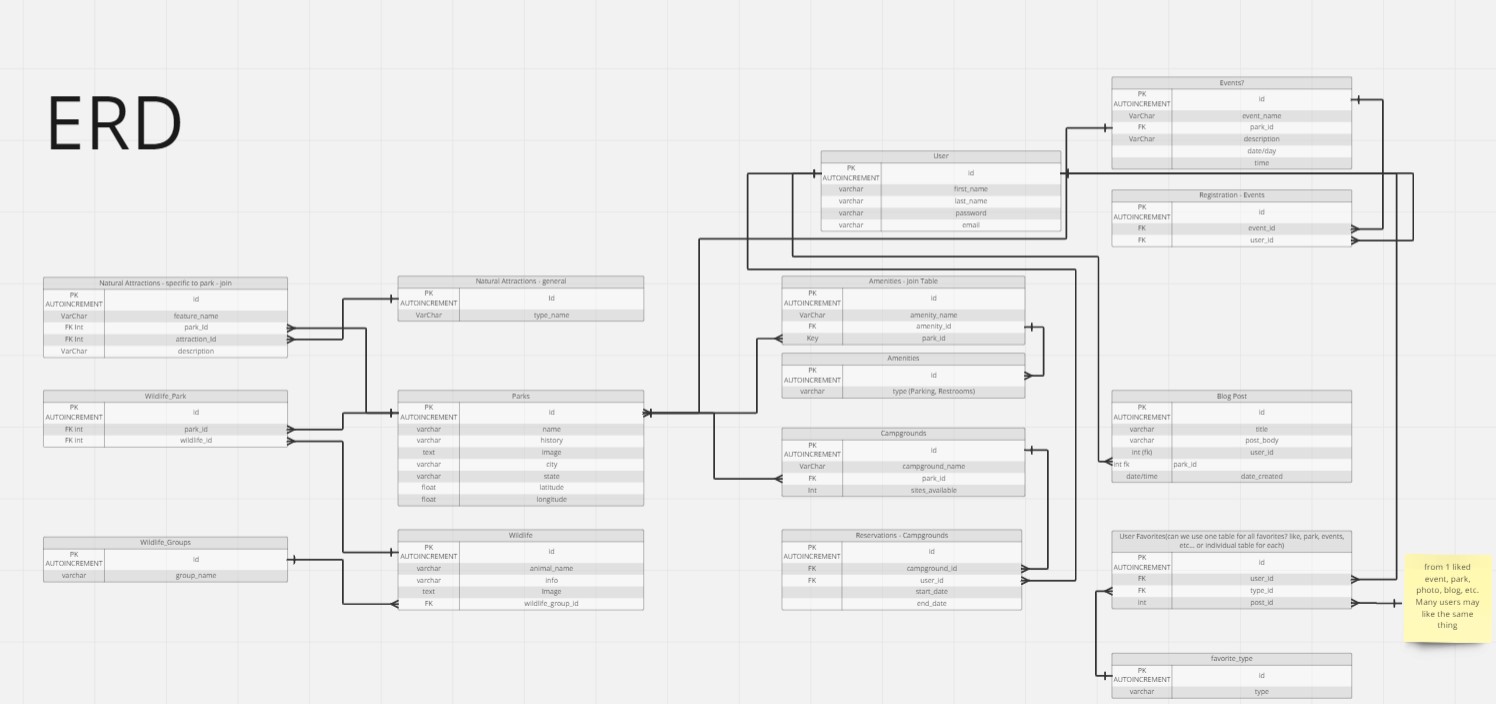 ERD
Events?
PK AUTOINCREMENT id
VarChar event_name
FK park_id
VarChar description
date/day
time
User
PK AUTOINCREMENT id
varchar first_name
varchar last_name
varchar password
varchar email
Registration - Events
PK AUTOINCREMENT id
FK event_id
FK user_id
Natural Attractions - specific to park - join
PK AUTOINCREMENT id
VarChar feature_name
FK Int park_Id
FK Int attraction_Id
VarChar description
Natural Attractions - general
PK AUTOINCREMENT Id
VarChar type_name
Amenities - Join Table
PK AUTOINCREMENT id
VarChar amenity_name
FK amenity_id
Key park_id
Amenities
PK AUTOINCREMENT id
varchar type (Parking, Restrooms)
Wildlife_Park
PK AUTOINCREMENT id
FK int park_id
FK int wildlife_id
Parks
PK AUTOINCREMENT id
varchar name
varchar history
text image
varchar city
varchar state
float latitude
float longitude
Campgrounds
PK AUTOINCREMENT id
VarChar campground_name
FK park_id
Int sites_available
Blog Post
PK AUTOINCREMENT id
varchar title
varchar post_body
int (fk) user_id
int fk park_id
date/time date_created
Wildlife_Groups
PK AUTOINCREMENT id
varchar group_name
Wildlife
PK AUTOINCREMENT id
varchar animal_name
varchar info
text Image
FK wildlife_group_id
Reservations - Campgrounds
PK AUTOINCREMENT id
FK campground_id
FK user_id
start_date
end_date
User Favorites(can we use one table for all favorites? like, park, events,
etc... or individual table for each)
PK AUTOINCREMENT id
FK user_id
FK type_id
int post_id
from 1 liked
event, park,
photo, blog, etc.
Many users may
like the same
thing
favorite_type
PK AUTOINCREMENT id
varchar type